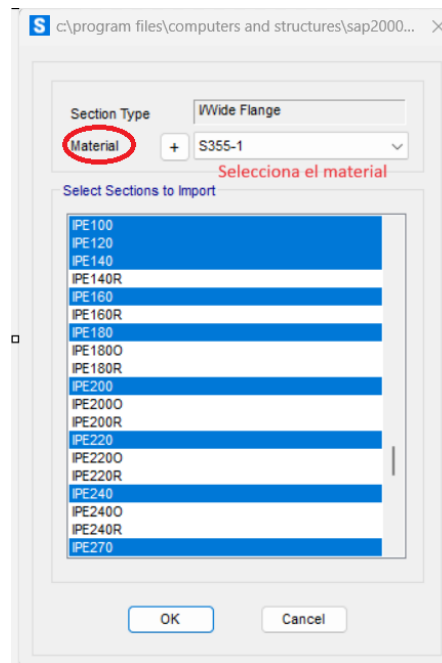 S c:\program files\computers and structures\sap2000...
Section Type I/Wide Flange
Material + S355-1
Selecciona el material
Select Sections to Import
IPE100
IPE120
IPE140
IPE140R
IPE160
IPE160R
IPE180
IPE180O
IPE180R
IPE200
IPE200O
IPE200R
IPE220
IPE220O
IPE220R
IPE240
IPE240O
IPE240R
IPE270
OK Cancel